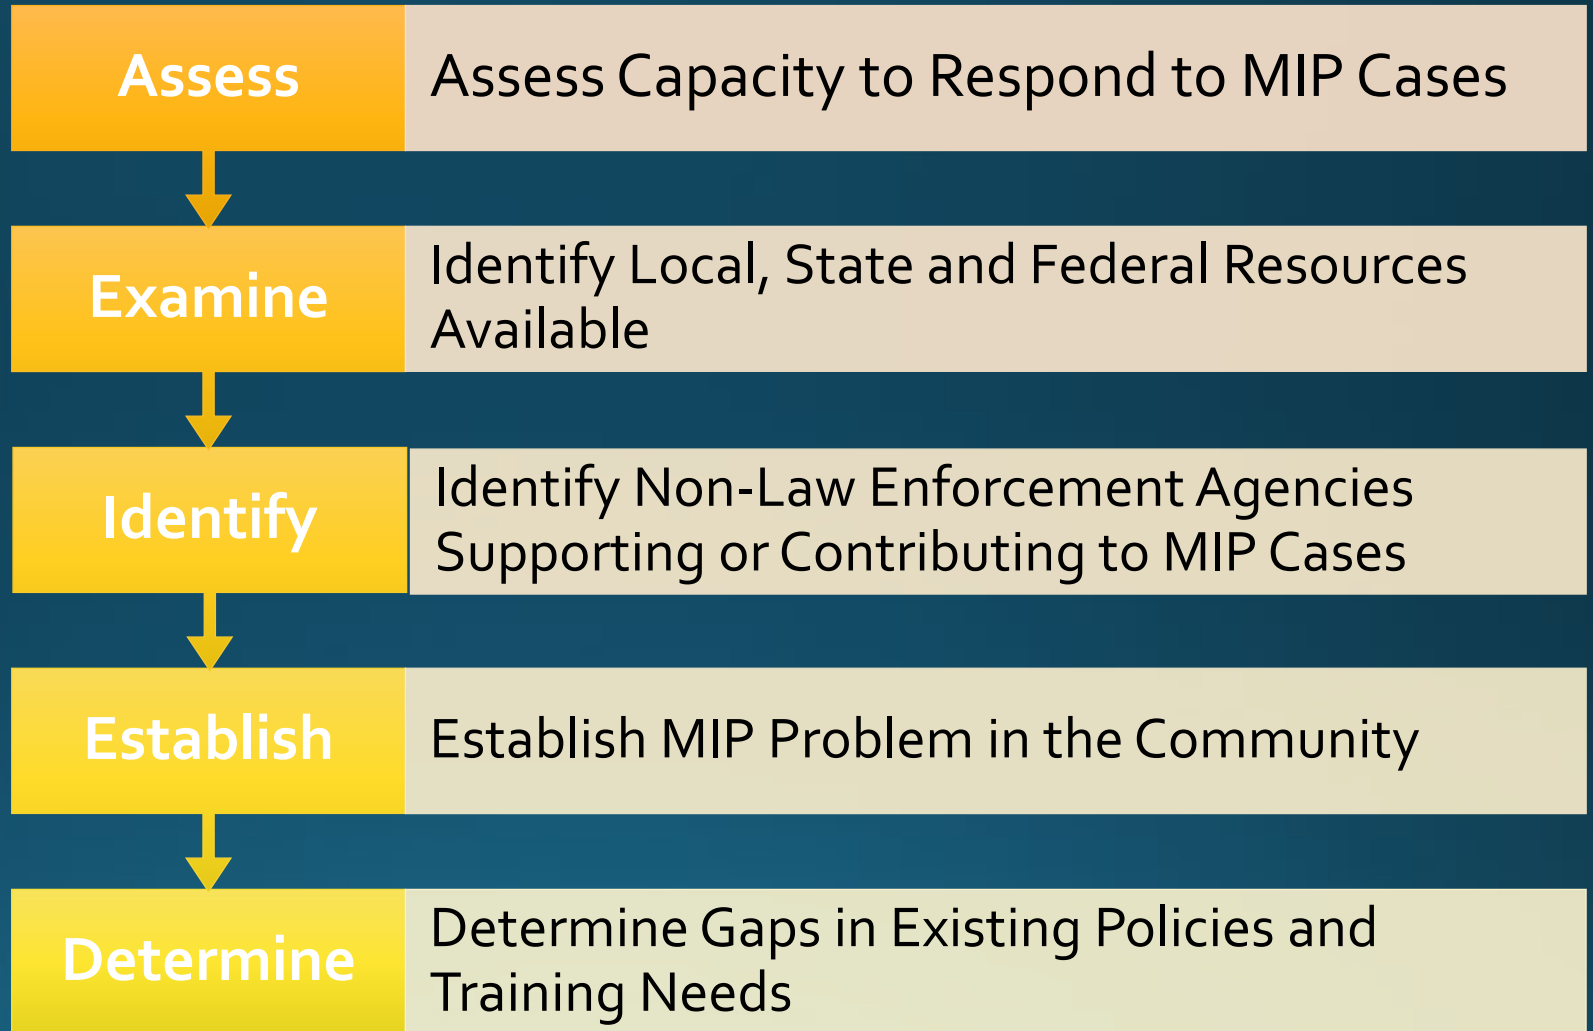 Assess
Assess Capacity to Respond to MIP Cases
Examine
Identify Local, State and Federal Resources
Available
Identify
Identify Non-Law Enforcement Agencies
Supporting or Contributing to MIP Cases
Establish
Establish MIP Problem in the Community
Determine
Determine Gaps in Existing Policies and
Training Needs